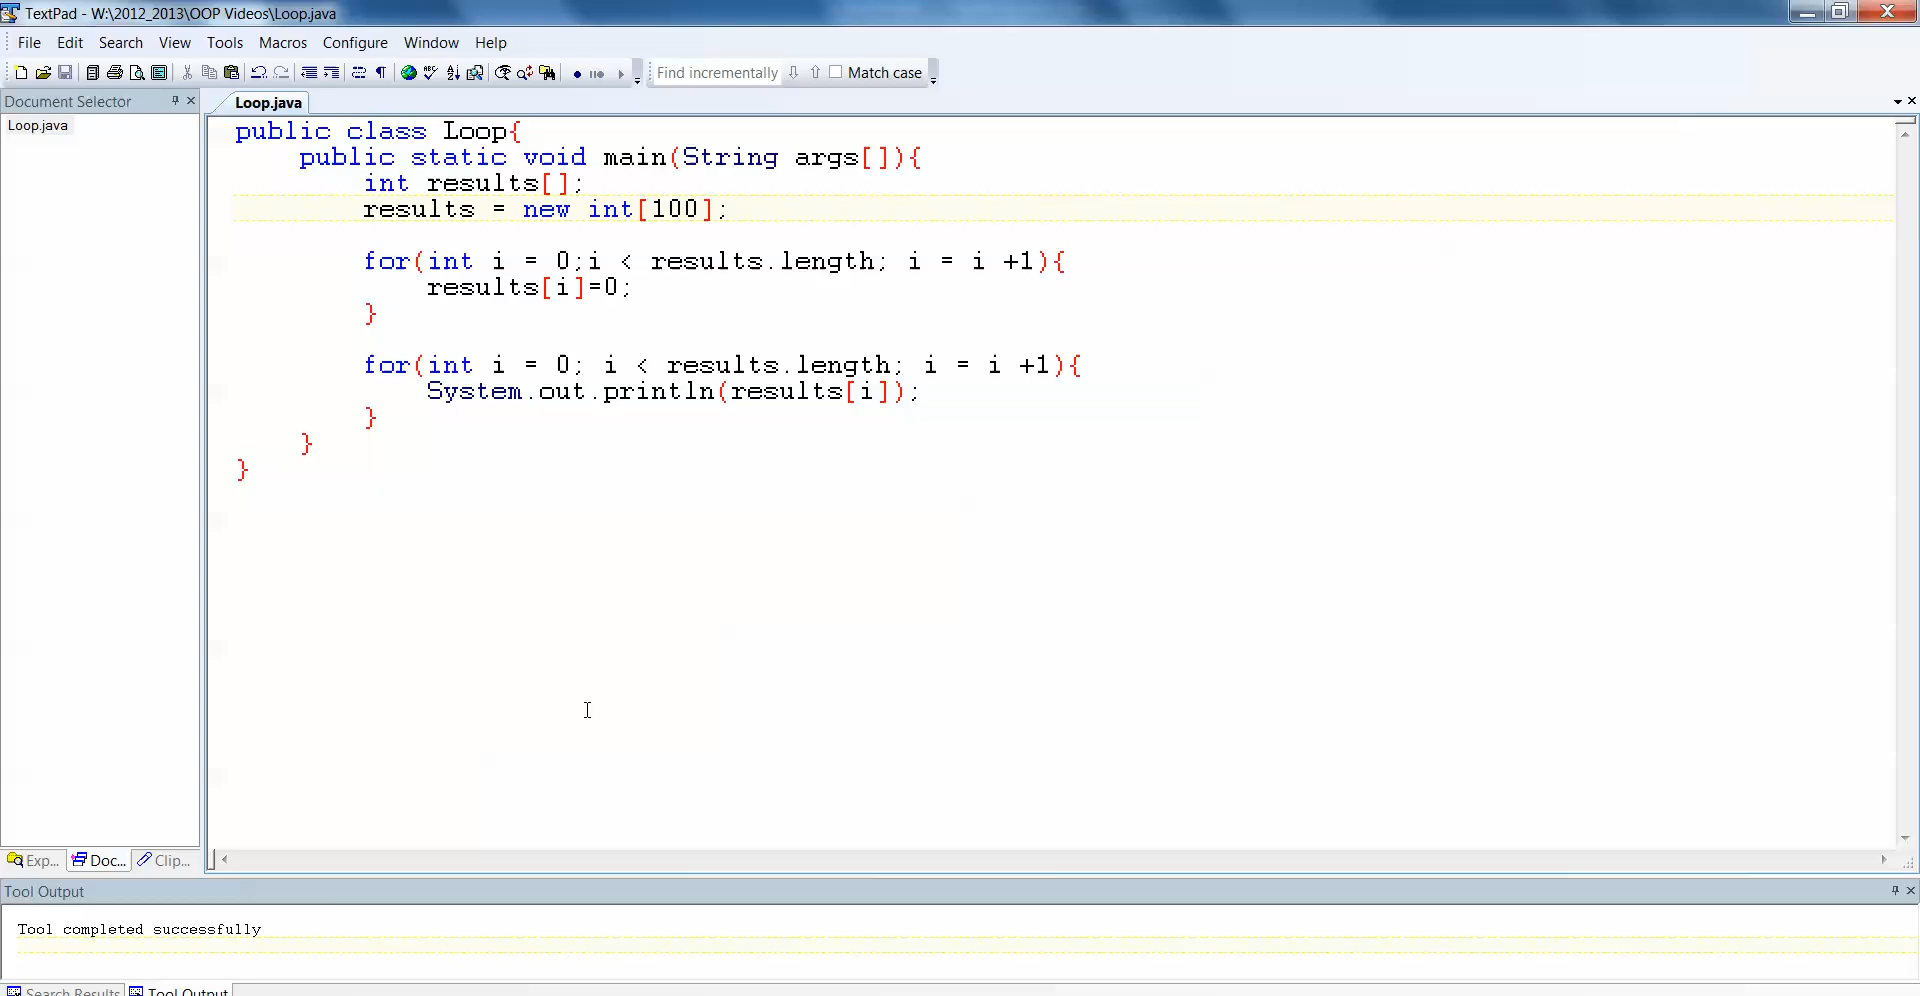 TextPad - W:\2012_2013\OOP Videos\Loop.java
File Edit Search View Tools Macros Configure Window Help
Find incrementally Match case
Document Selector
Loop.java
Loop.java
public class Loop{
public static void main(String args[]){
int results[];
results = new int[100];
for(int i = 0;i < results.length; i = i +1){
results[i]=0;
}
for(int i = 0; i < results.length; i = i +1){
System.out.println(results[i]);
}
}
}
Exp... Doc... Clip...
Tool Output
Tool completed successfully
Search Results Tool Output